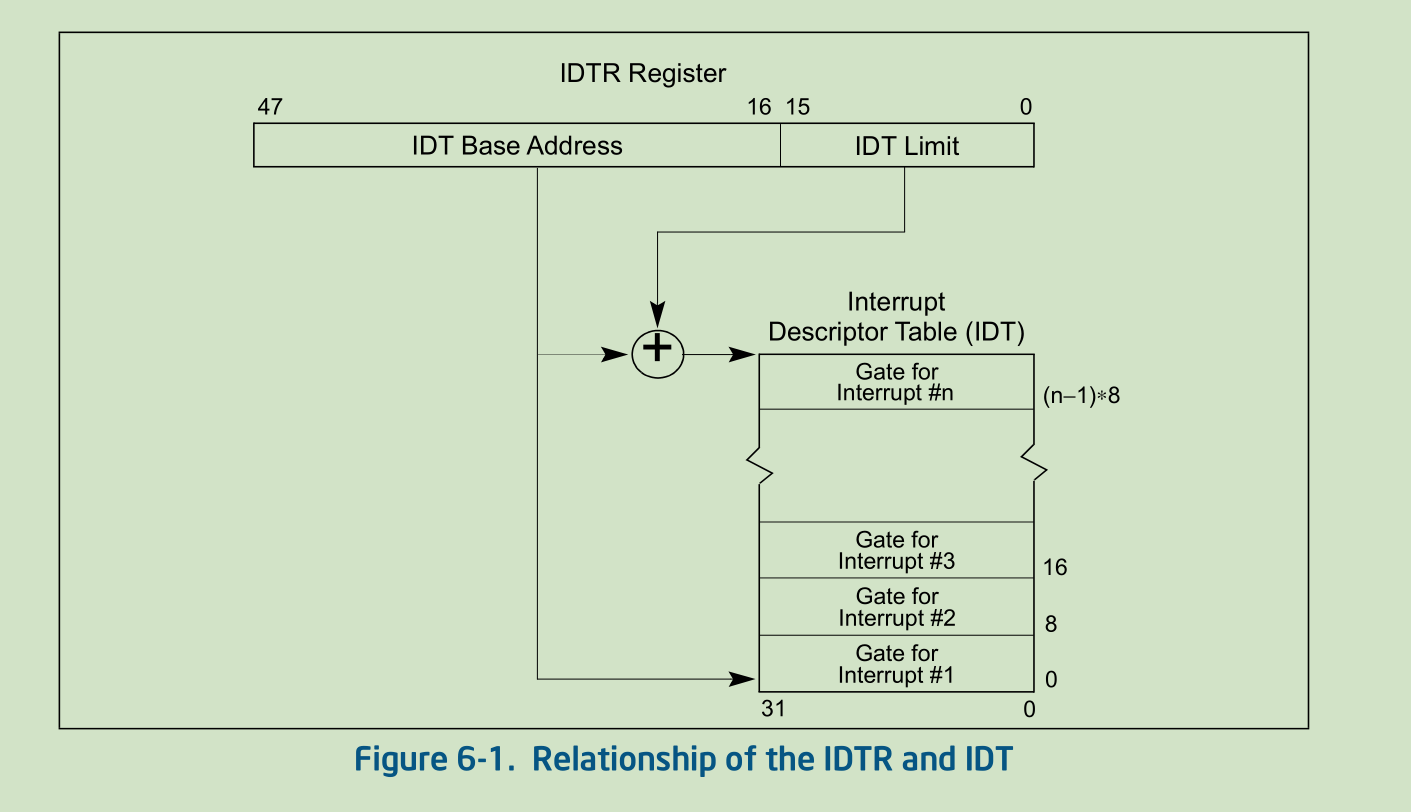 IDTR Register
47 16 15 0
IDT Base Address IDT Limit
Interrupt
Descriptor Table (IDT)
+
Gate for
Interrupt #n
(n−1)∗8
Gate for
Interrupt #3
16
Gate for
Interrupt #2
8
Gate for
Interrupt #1
0
31 0
Figure 6-1. Relationship of the IDTR and IDT